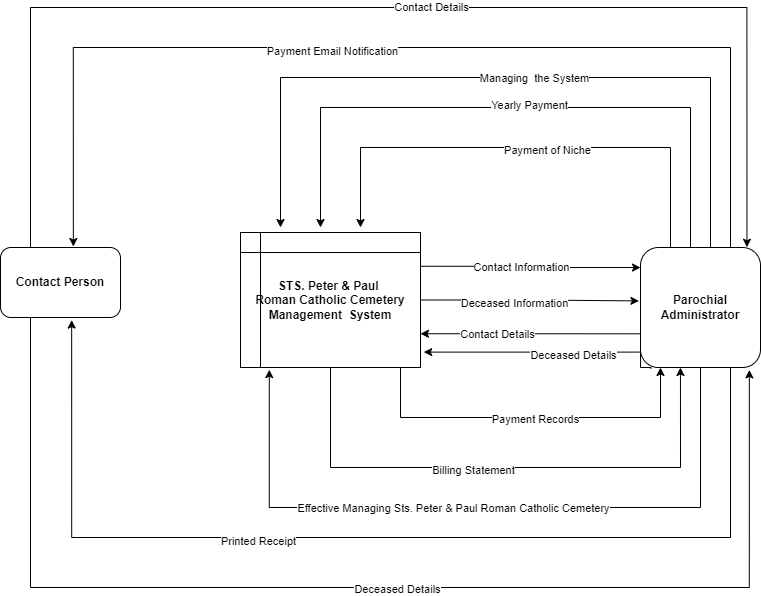 Contact Details
Payment Email Notification
Managing the System
Yearly Payment
Payment of Niche
Contact Person
STS. Peter & Paul
Roman Catholic Cemetery
Management System
Contact Information
Deceased Information
Contact Details
Deceased Details
Parochial
Administrator
Payment Records
Billing Statement
Effective Managing Sts. Peter & Paul Roman Catholic Cemetery
Printed Receipt
Deceased Details